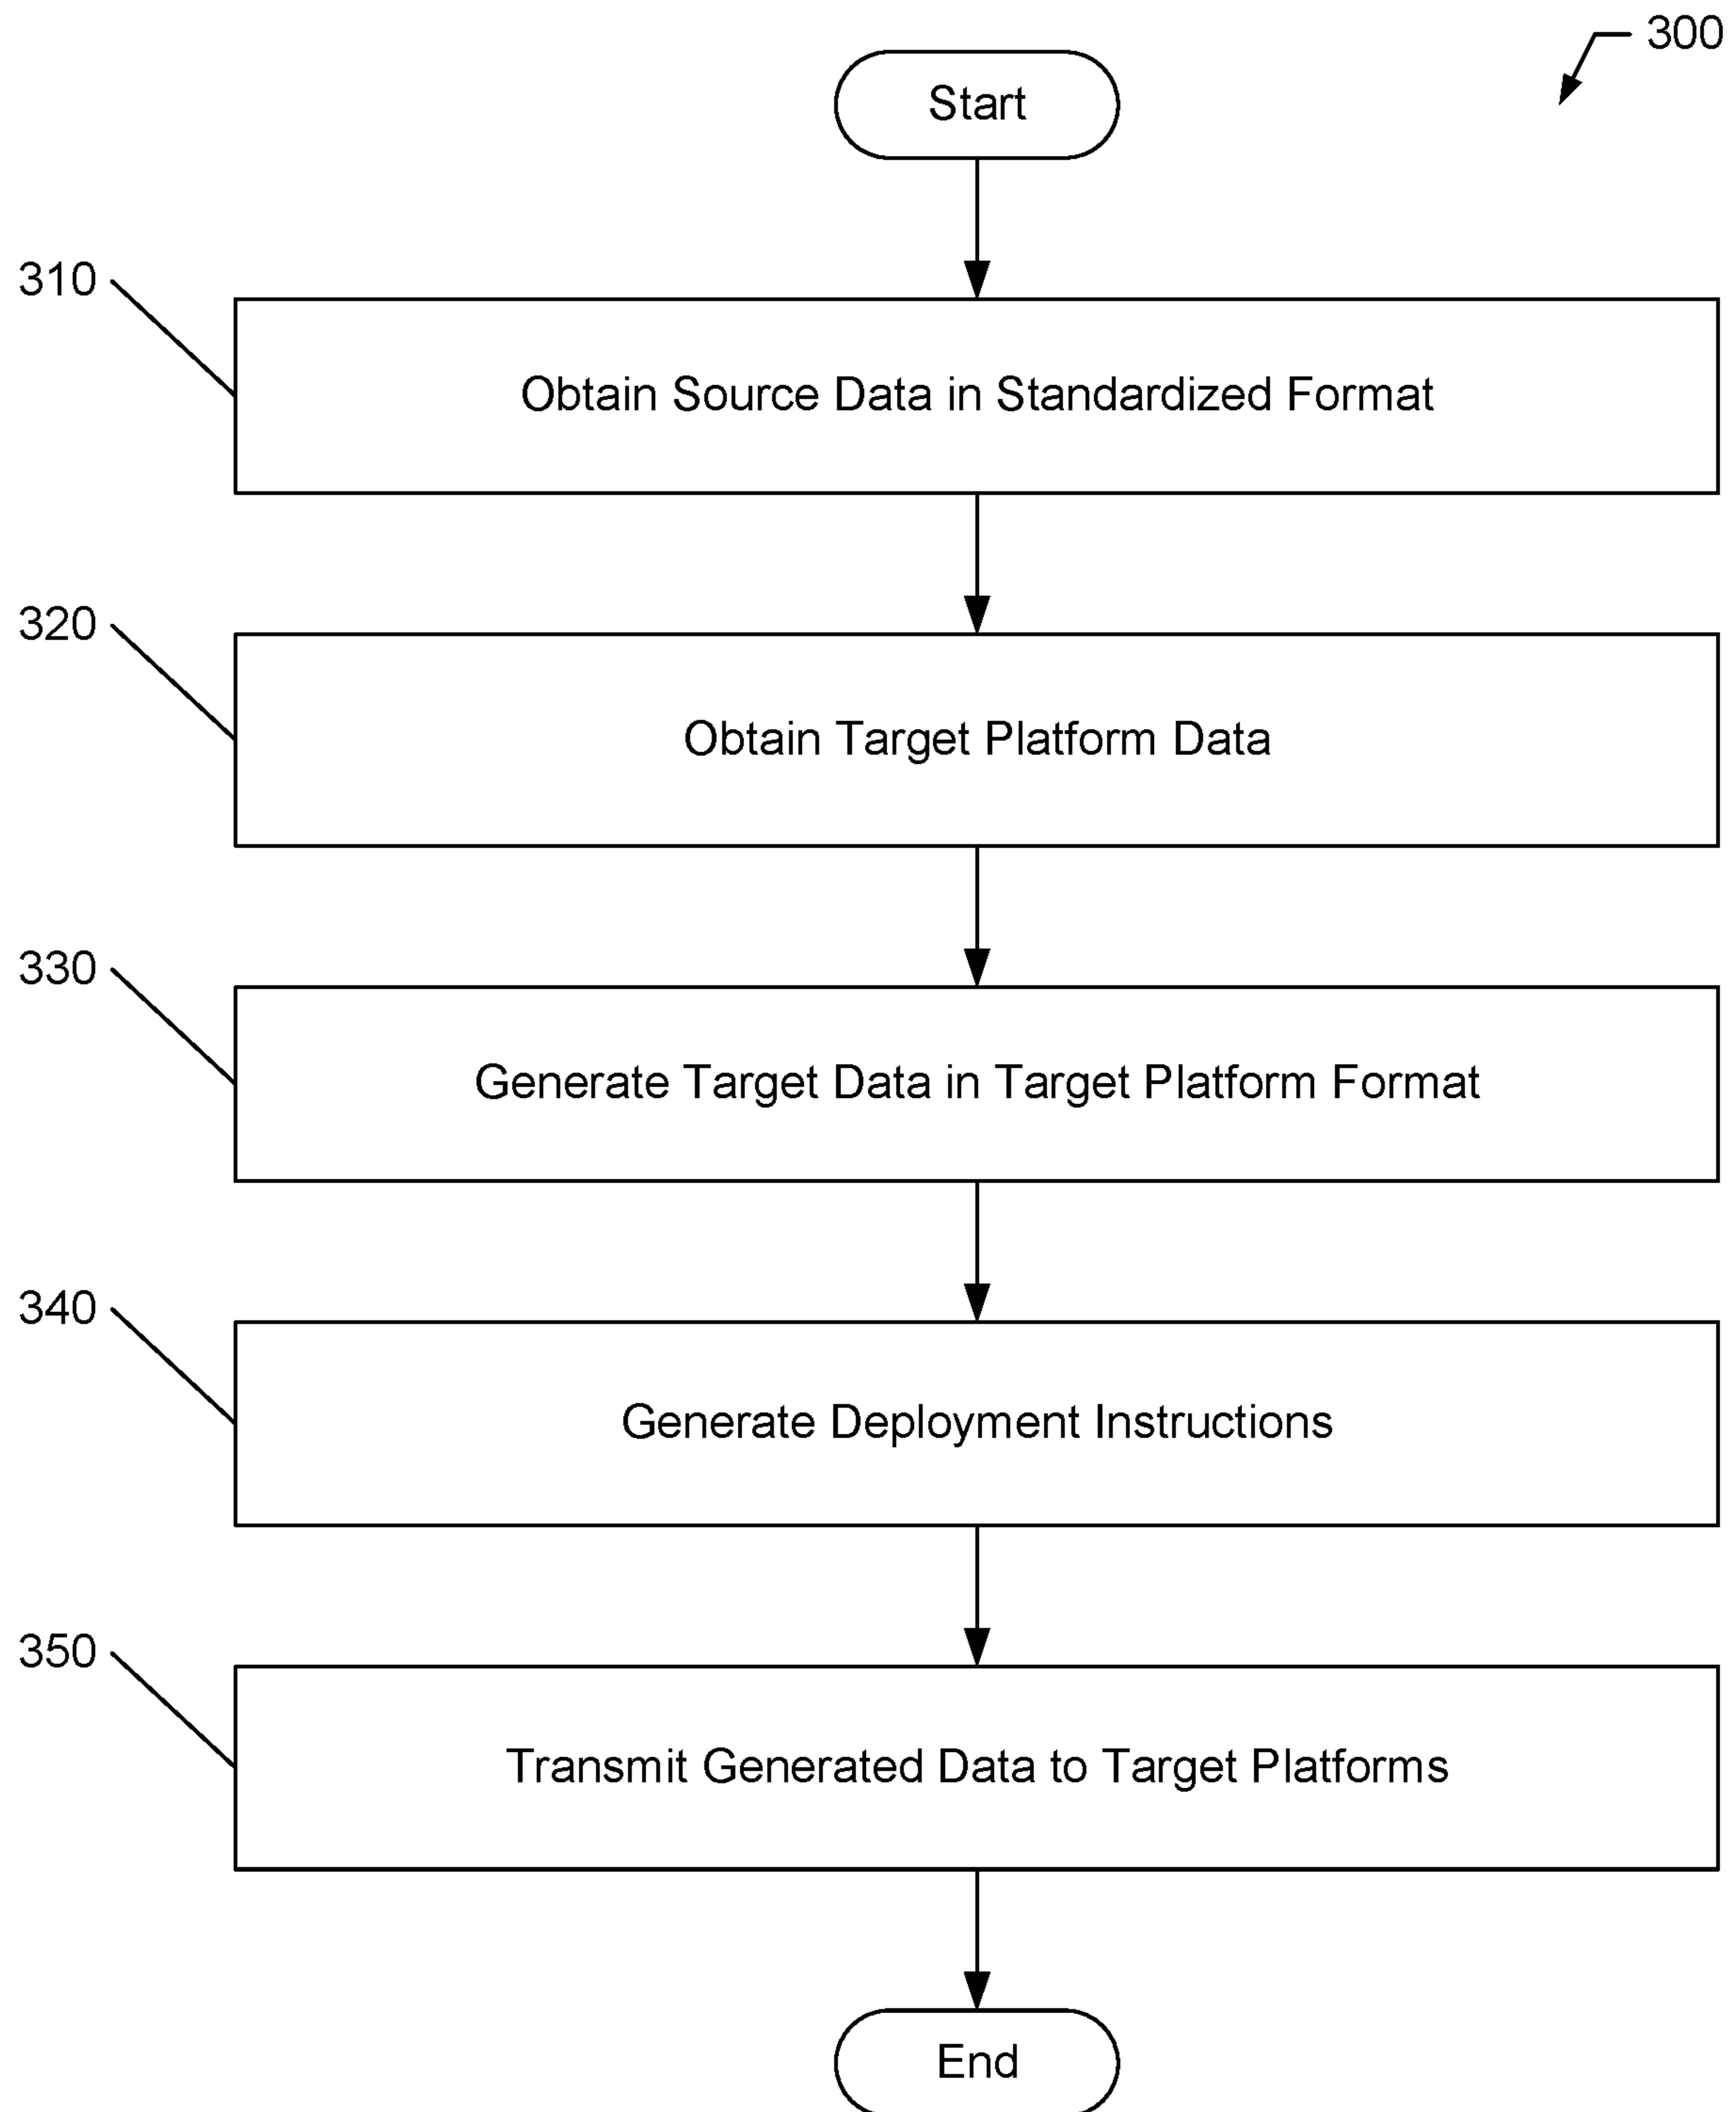 300
Start
310
Obtain Source Data in Standardized Format
320
Obtain Target Platform Data
330
Generate Target Data in Target Platform Format
340
Generate Deployment Instructions
350
Transmit Generated Data to Target Platforms
End